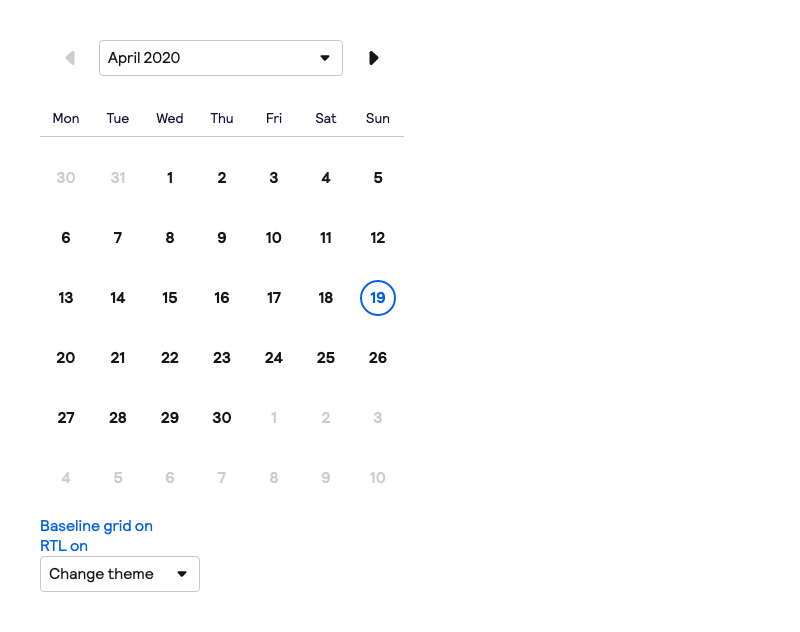 April 2020
Mon Tue Wed Thu Fri Sat Sun
30 31 1 2 3 4 5
6 7 8 9 10 11 12
13 14 15 16 17 18 19
20 21 22 23 24 25 26
27 28 29 30 1 2 3
4 5 6 7 8 9 10
Baseline grid on
RTL on
Change theme